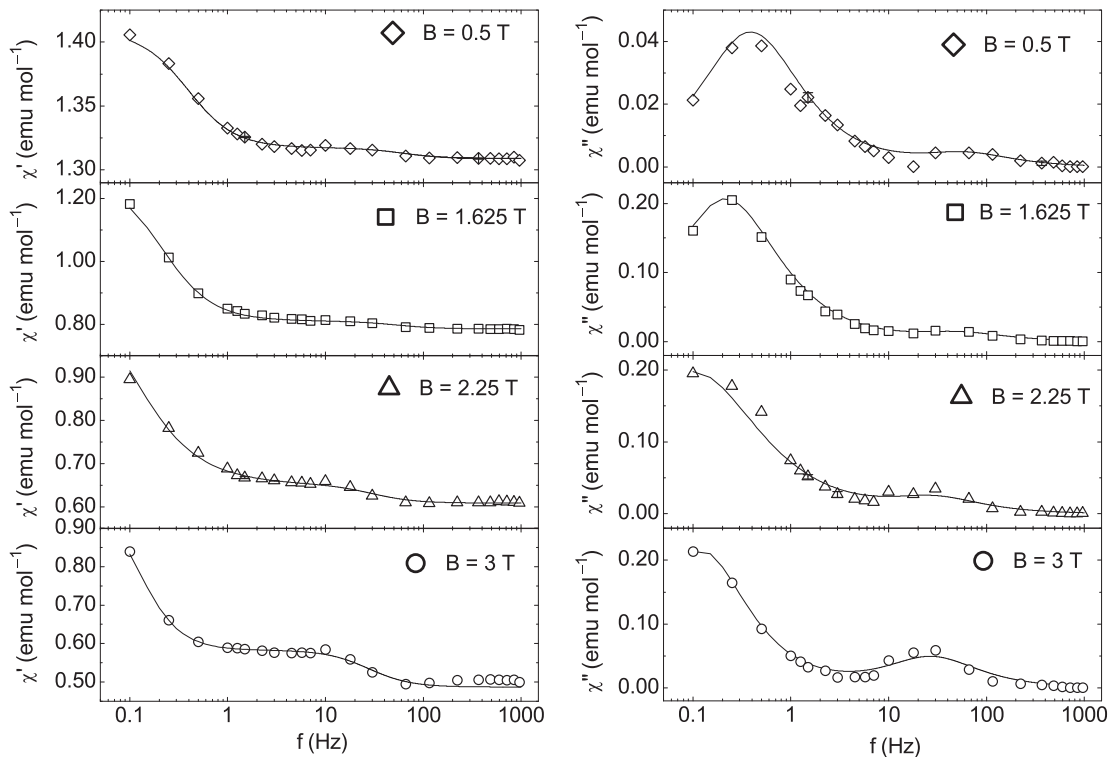 B = 0.5 T
χ' (emu mol⁻¹)
1.40
1.35
1.30
B = 1.625 T
χ' (emu mol⁻¹)
1.20
1.00
0.80
B = 2.25 T
χ' (emu mol⁻¹)
0.90
0.80
0.70
0.60
B = 3 T
χ' (emu mol⁻¹)
0.90
0.80
0.70
0.60
0.50
0.1 1 10 100 1000
f (Hz)
B = 0.5 T
χ'' (emu mol⁻¹)
0.04
0.02
0.00
B = 1.625 T
χ'' (emu mol⁻¹)
0.20
0.10
0.00
B = 2.25 T
χ'' (emu mol⁻¹)
0.20
0.10
0.00
B = 3 T
χ'' (emu mol⁻¹)
0.20
0.10
0.00
0.1 1 10 100 1000
f (Hz)